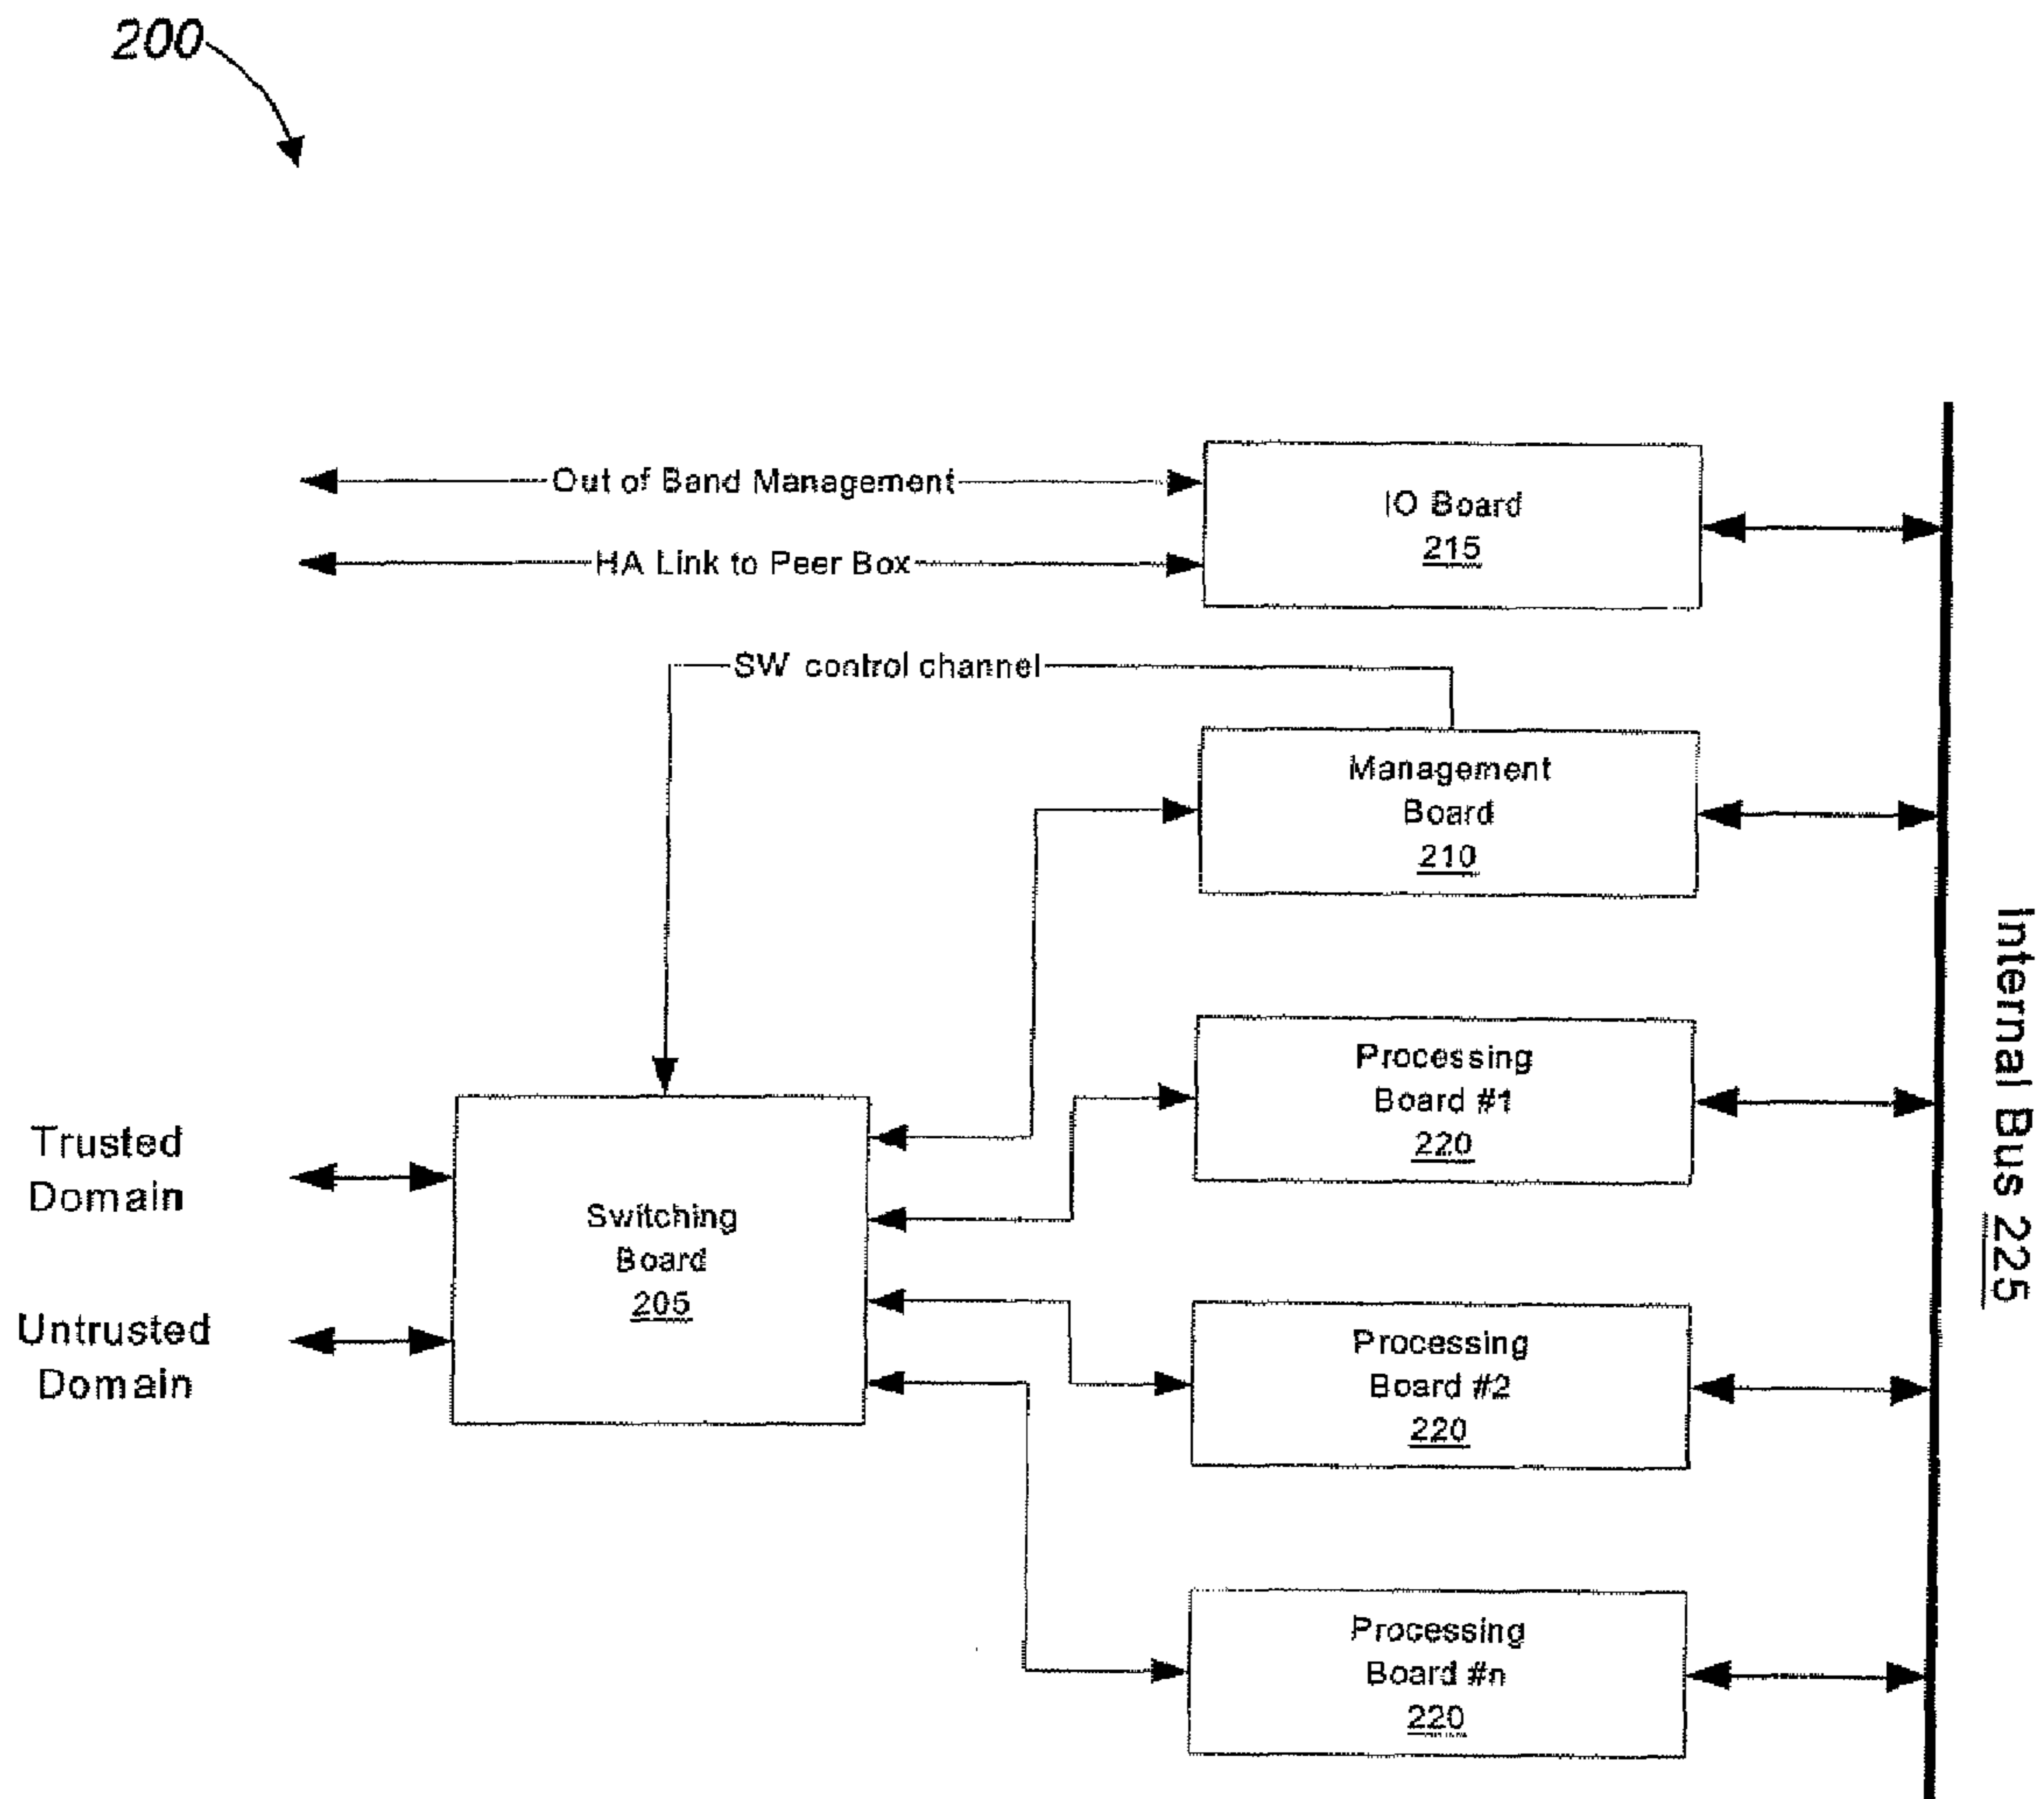 200
Out of Band Management
HA Link to Peer Box
IO Board
215
SW control channel
Management
Board
210
Internal Bus 225
Processing
Board #1
220
Trusted
Domain
Switching
Board
205
Untrusted
Domain
Processing
Board #2
220
Processing
Board #n
220